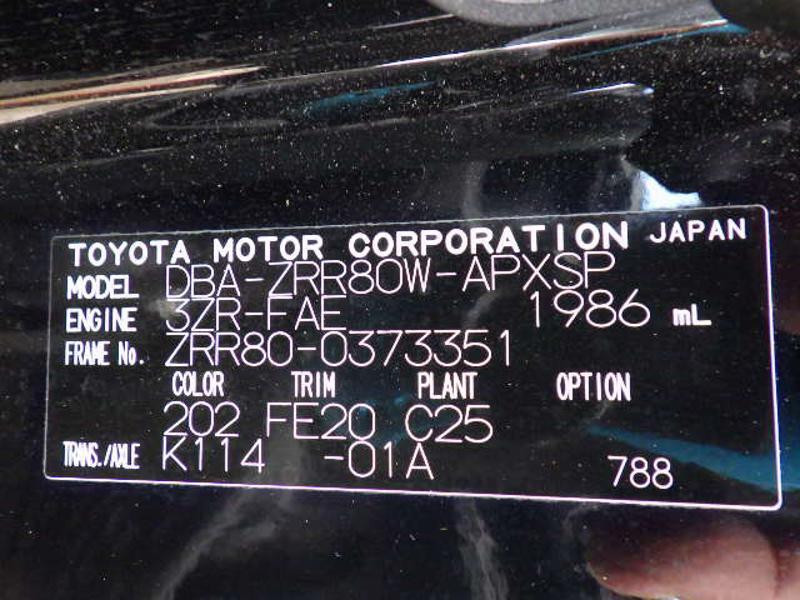 TOYOTA MOTOR CORPORATION JAPAN
MODEL DBA-ZRR80W-APXSP
ENGINE 3ZR-FAE 1986 mL
FRAME No. ZRR80-0373351
COLOR TRIM PLANT OPTION
202 FE20 C25
TRANS./AXLE K114 -01A 788